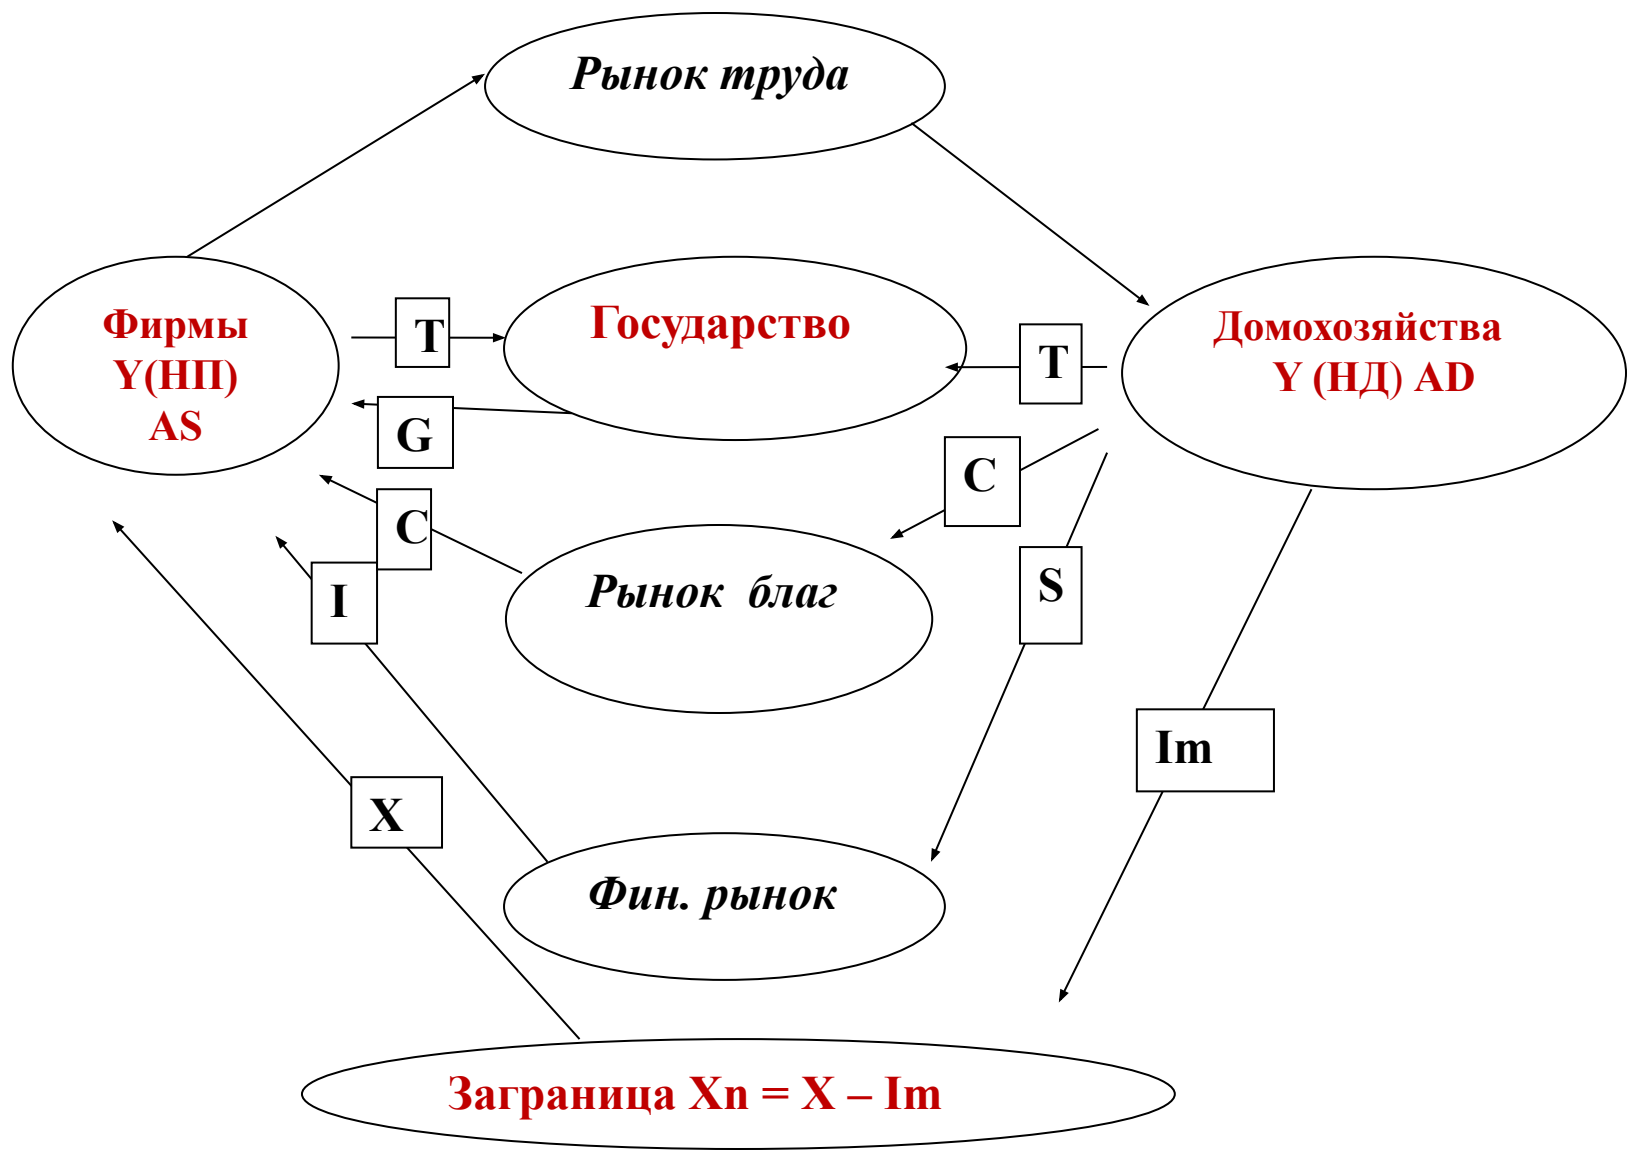 Рынок труда
Фирмы
Y(НП)
AS
T
Государство
T
Домохозяйства
Y (НД) AD
G
C
C
I
Рынок благ
S
Im
X
Фин. рынок
Заграница Xn = X – Im